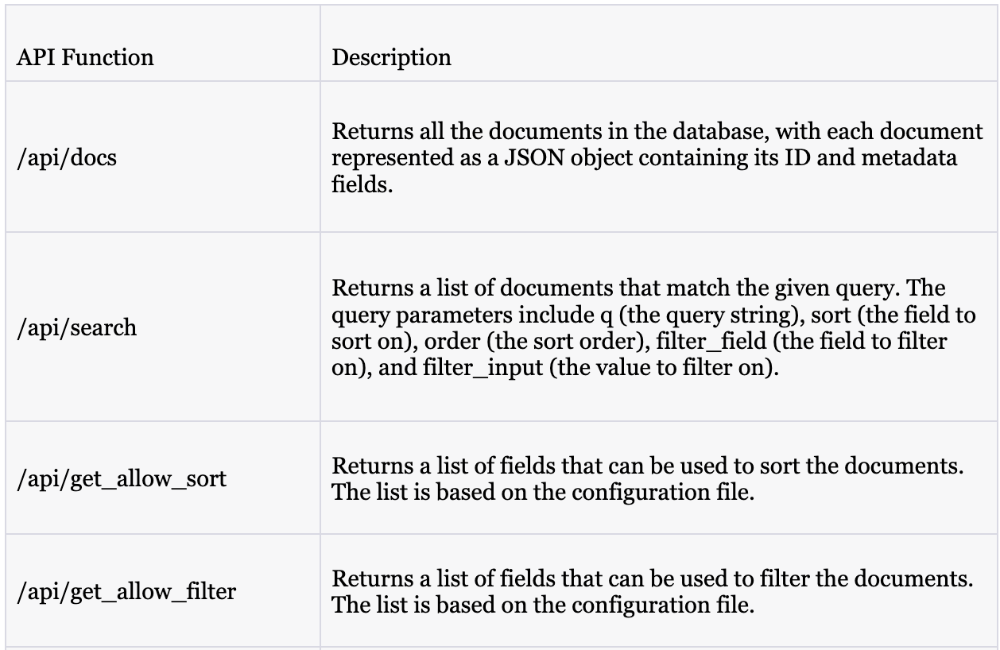 API Function
Description
/api/docs
Returns all the documents in the database, with each document
represented as a JSON object containing its ID and metadata
fields.
/api/search
Returns a list of documents that match the given query. The
query parameters include q (the query string), sort (the field to
sort on), order (the sort order), filter_field (the field to filter
on), and filter_input (the value to filter on).
/api/get_allow_sort
Returns a list of fields that can be used to sort the documents.
The list is based on the configuration file.
/api/get_allow_filter
Returns a list of fields that can be used to filter the documents.
The list is based on the configuration file.